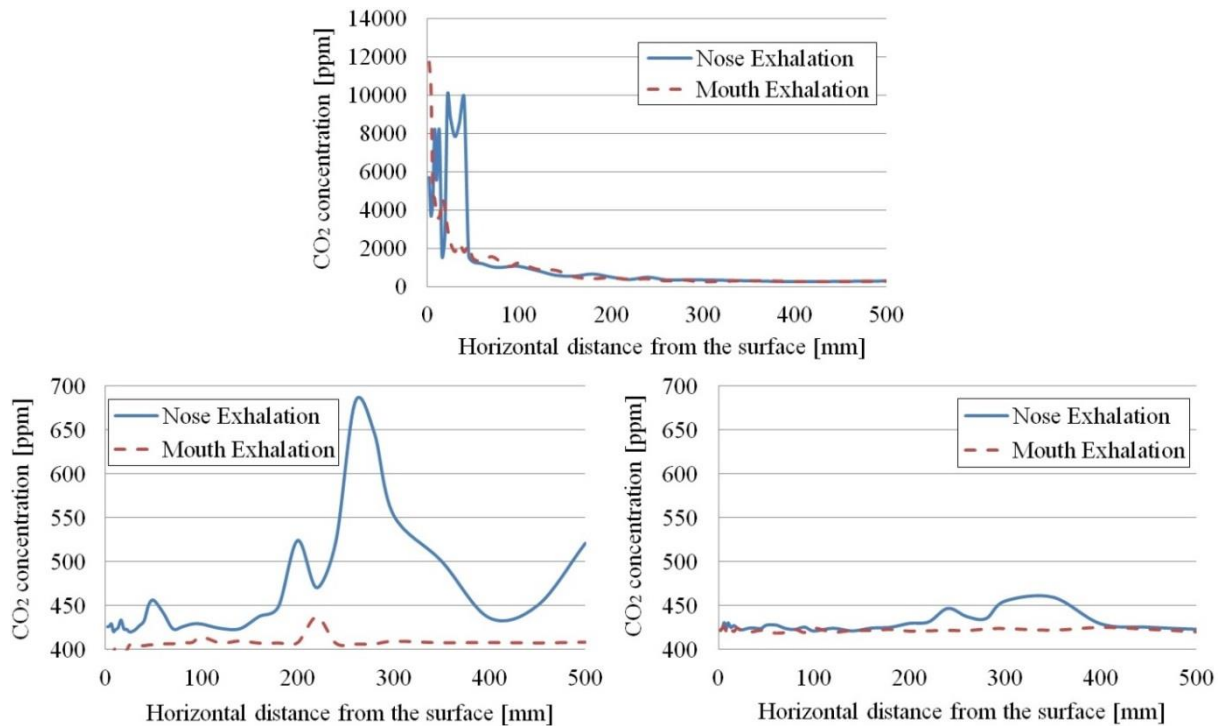 14000
12000
10000
8000
6000
4000
2000
0
CO2 concentration [ppm]
Nose Exhalation
Mouth Exhalation
0 100 200 300 400 500
Horizontal distance from the surface [mm]
700
650
600
550
500
450
400
CO2 concentration [ppm]
Nose Exhalation
Mouth Exhalation
0 100 200 300 400 500
Horizontal distance from the surface [mm]
700
650
600
550
500
450
400
CO2 concentration [ppm]
Nose Exhalation
Mouth Exhalation
0 100 200 300 400 500
Horizontal distance from the surface [mm]